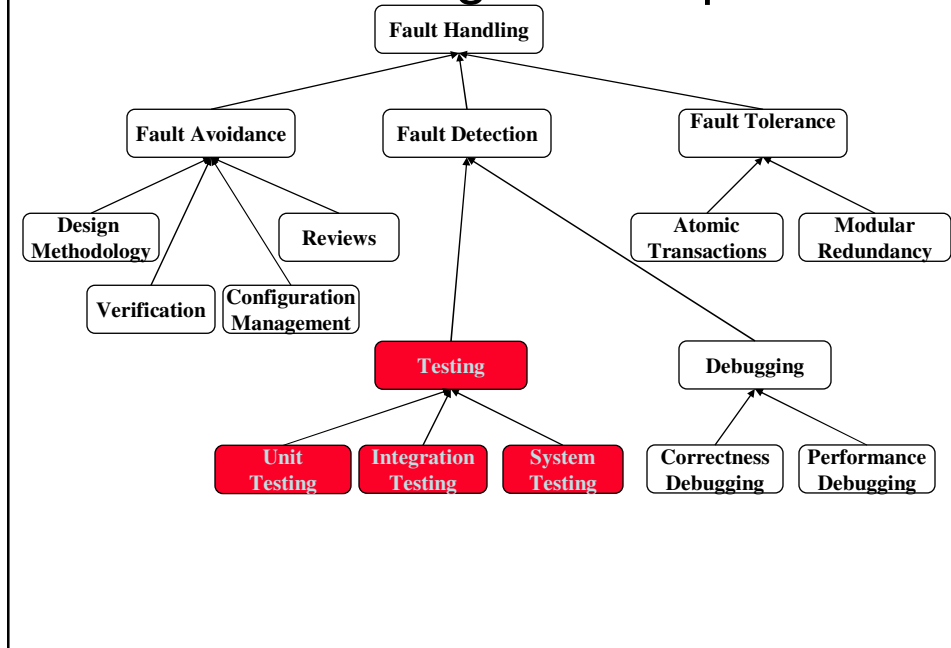 Fault Handling
Fault Avoidance
Fault Detection
Fault Tolerance
Design
Methodology
Reviews
Atomic
Transactions
Modular
Redundancy
Verification
Configuration
Management
Testing
Debugging
Unit
Testing
Integration
Testing
System
Testing
Correctness
Debugging
Performance
Debugging